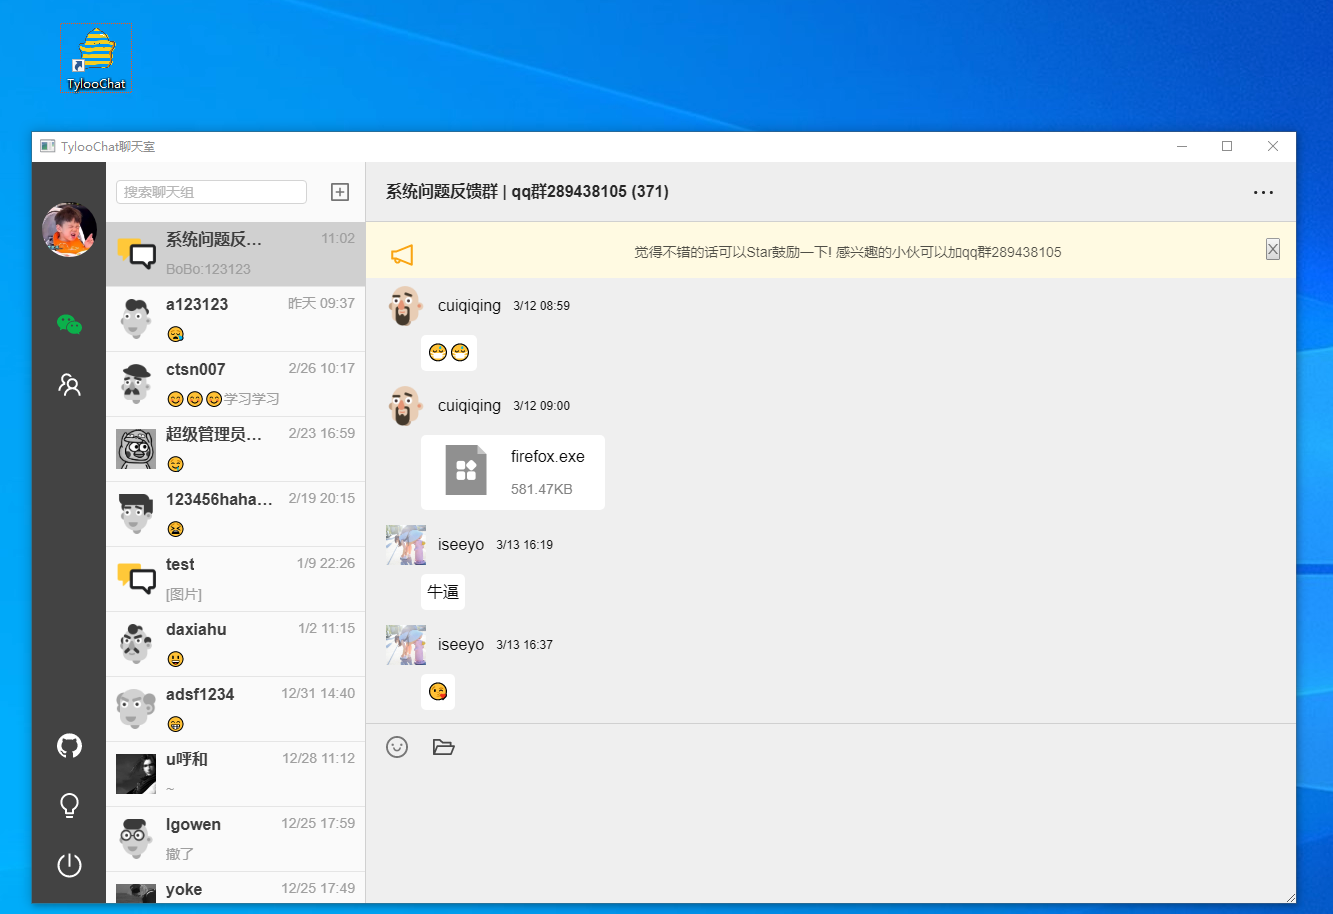 TylooChat
TylooChat聊天室
搜索聊天组
系统问题反... 11:02
BoBo:123123
a123123 昨天 09:37
ctsn007 2/26 10:17
😊😊😊学习学习
超级管理员... 2/23 16:59
123456haha... 2/19 20:15
test 1/9 22:26
[图片]
daxiahu 1/2 11:15
adsf1234 12/31 14:40
u呼和 12/28 11:12
~
lgowen 12/25 17:59
撤了
yoke 12/25 17:49
系统问题反馈群 | qq群289438105 (371)
觉得不错的话可以Star鼓励一下! 感兴趣的小伙可以加qq群289438105
X
cuiqiqing 3/12 08:59
cuiqiqing 3/12 09:00
firefox.exe
581.47KB
iseeyo 3/13 16:19
牛逼
iseeyo 3/13 16:37